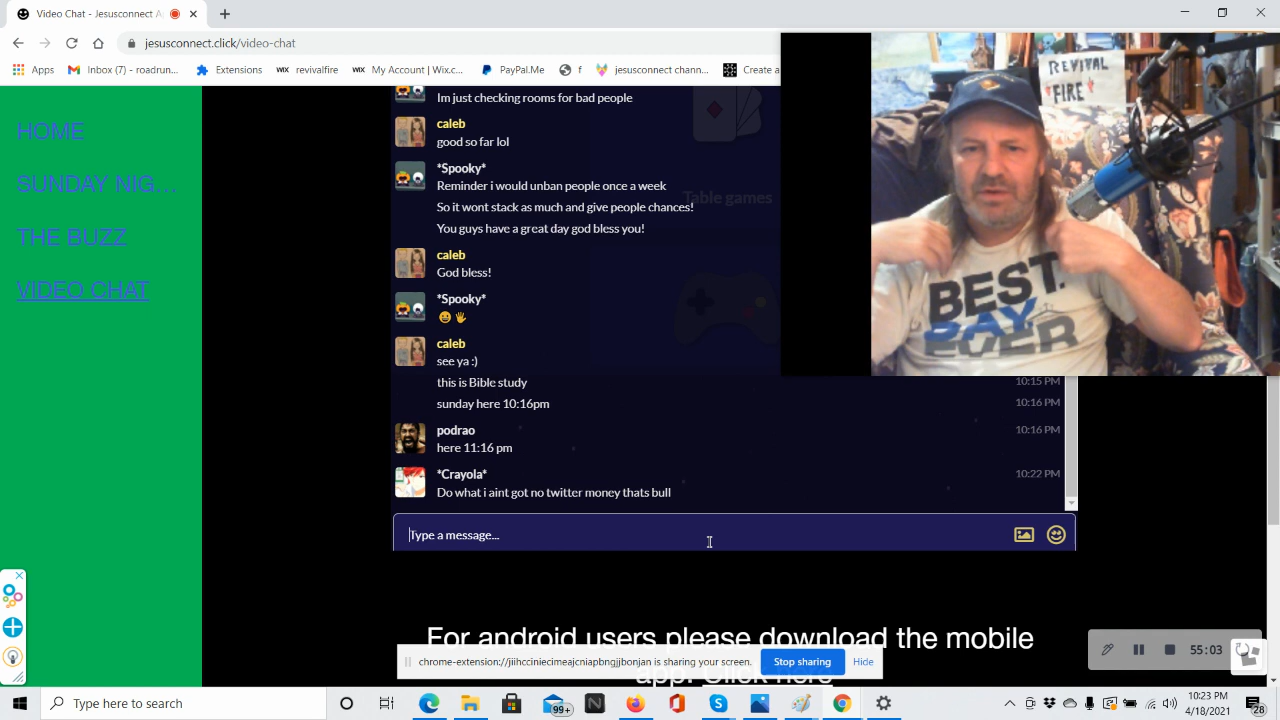 Video Chat - Jesusconnect A
jesusconnect.click/video-chat
Apps
Inbox (7) - roadrun...
Extensions
WIX revivalfire
WIX My Account | Wix.c...
PayPal.Me
f
jesusconnect chann...
Create a
HOME
SUNDAY NIG...
THE BUZZ
VIDEO CHAT
Im just checking rooms for bad people
caleb
good so far lol
*Spooky*
Reminder i would unban people once a week
So it wont stack as much and give people chances!
You guys have a great day god bless you!
caleb
God bless!
*Spooky*
caleb
see ya :)
this is Bible study
10:15 PM
sunday here 10:16pm
10:16 PM
podrao
10:16 PM
here 11:16 pm
*Crayola*
10:22 PM
Do what i aint got no twitter money thats bull
Table games
Type a message...
REVIVAL
FIRE
BEST.
DAY
EVER
For android users please download the mobile
app. Click here
chrome-extension://jiihcciniecimeajcniapbngjjbonjan is sharing your screen.
Stop sharing
Hide
55:03
Type here to search
99+
10:23 PM
4/18/2021
28